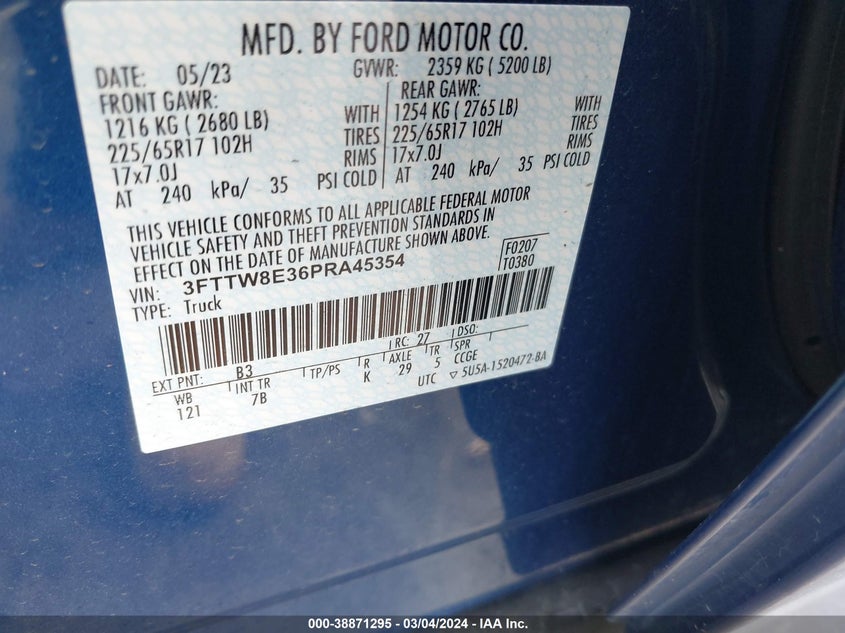 MFD. BY FORD MOTOR CO.
DATE: 05/23 GVWR: 2359 KG ( 5200 LB)
FRONT GAWR: REAR GAWR:
1216 KG ( 2680 LB) WITH 1254 KG ( 2765 LB) WITH
225/65R17 102H TIRES 225/65R17 102H TIRES
17x7.0J RIMS 17x7.0J RIMS
AT 240 kPa/ 35 PSI COLD AT 240 kPa/ 35 PSI COLD
THIS VEHICLE CONFORMS TO ALL APPLICABLE FEDERAL MOTOR
VEHICLE SAFETY AND THEFT PREVENTION STANDARDS IN
EFFECT ON THE DATE OF MANUFACTURE SHOWN ABOVE.
VIN: 3FTTW8E36PRA45354 F0207
TYPE: Truck T0380
EXT PNT: B3 RC: 27 DSO:
WB INT TR TP/PS R AXLE TR SPR
121 7B K 29 5 CCGE
UTC ▽ 5U5A-1520472-BA
000-38871295 - 03/04/2024 - IAA Inc.